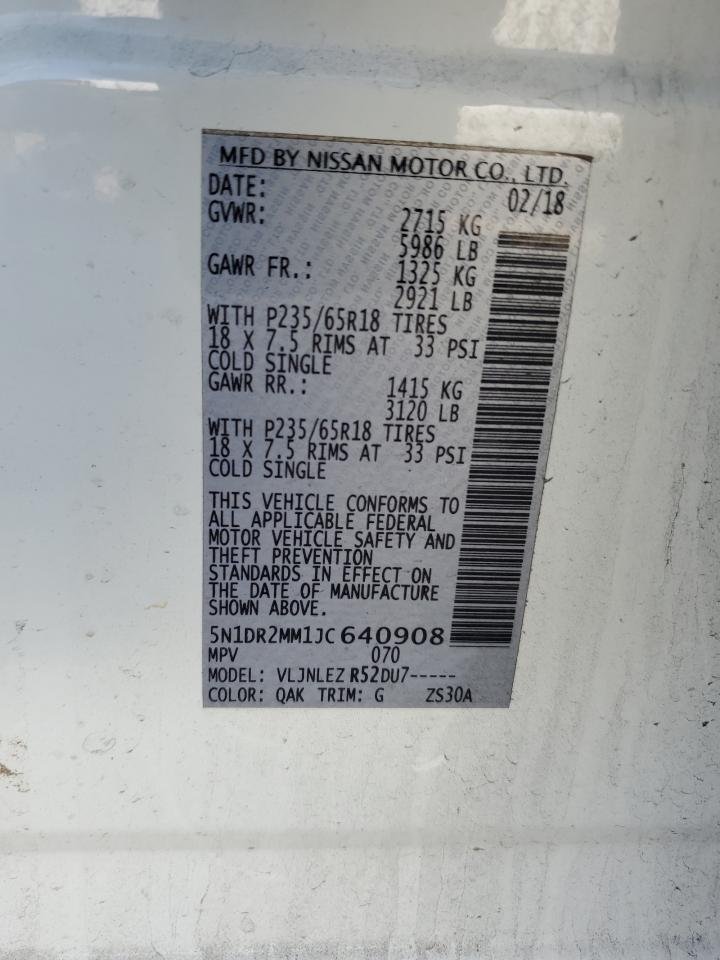 MFD BY NISSAN MOTOR CO., LTD.
DATE: 02/18
GVWR: 2715 KG
5986 LB
GAWR FR.: 1325 KG
2921 LB
WITH P235/65R18 TIRES
18 X 7.5 RIMS AT 33 PSI
COLD SINGLE
GAWR RR.: 1415 KG
3120 LB
WITH P235/65R18 TIRES
18 X 7.5 RIMS AT 33 PSI
COLD SINGLE
THIS VEHICLE CONFORMS TO
ALL APPLICABLE FEDERAL
MOTOR VEHICLE SAFETY AND
THEFT PREVENTION
STANDARDS IN EFFECT ON
THE DATE OF MANUFACTURE
SHOWN ABOVE.
5N1DR2MM1JC640908
MPV 070
MODEL: VLJNLEZ R52DU7-----
COLOR: QAK TRIM: G ZS30A